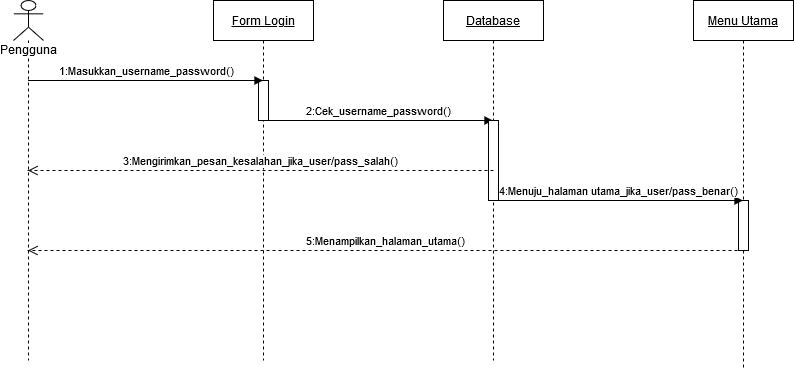 Form Login
Database
Menu Utama
Pengguna
1:Masukkan_username_password()
2:Cek_username_password()
3:Mengirimkan_pesan_kesalahan_jika_user/pass_salah()
4:Menuju_halaman utama_jika_user/pass_benar()
5:Menampilkan_halaman_utama()